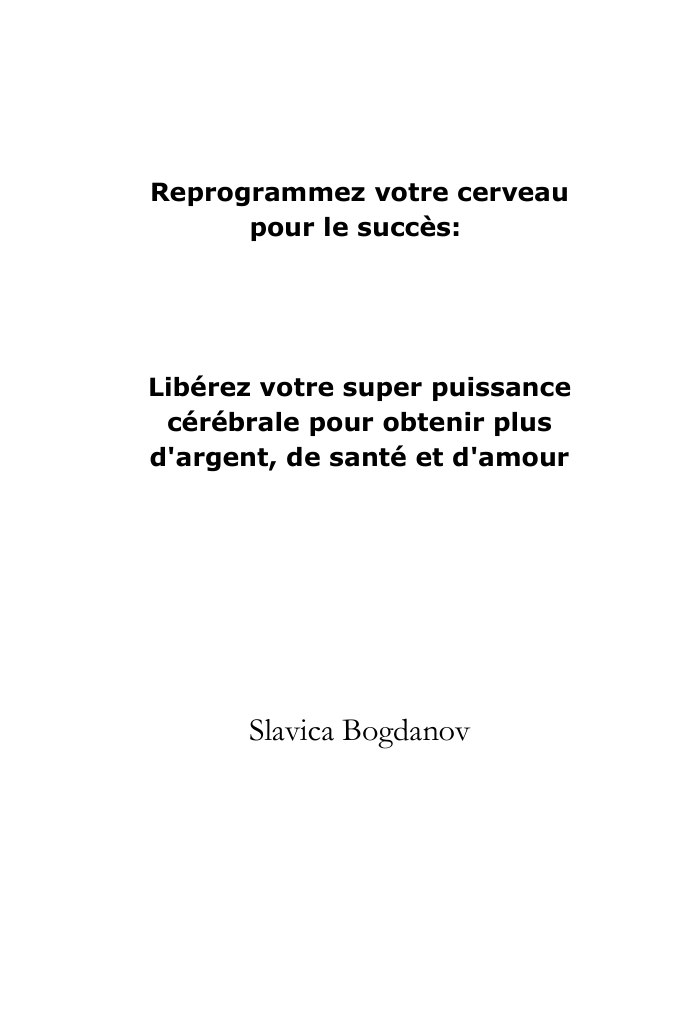 Reprogrammez votre cerveau
pour le succès:
Libérez votre super puissance
cérébrale pour obtenir plus
d'argent, de santé et d'amour
Slavica Bogdanov